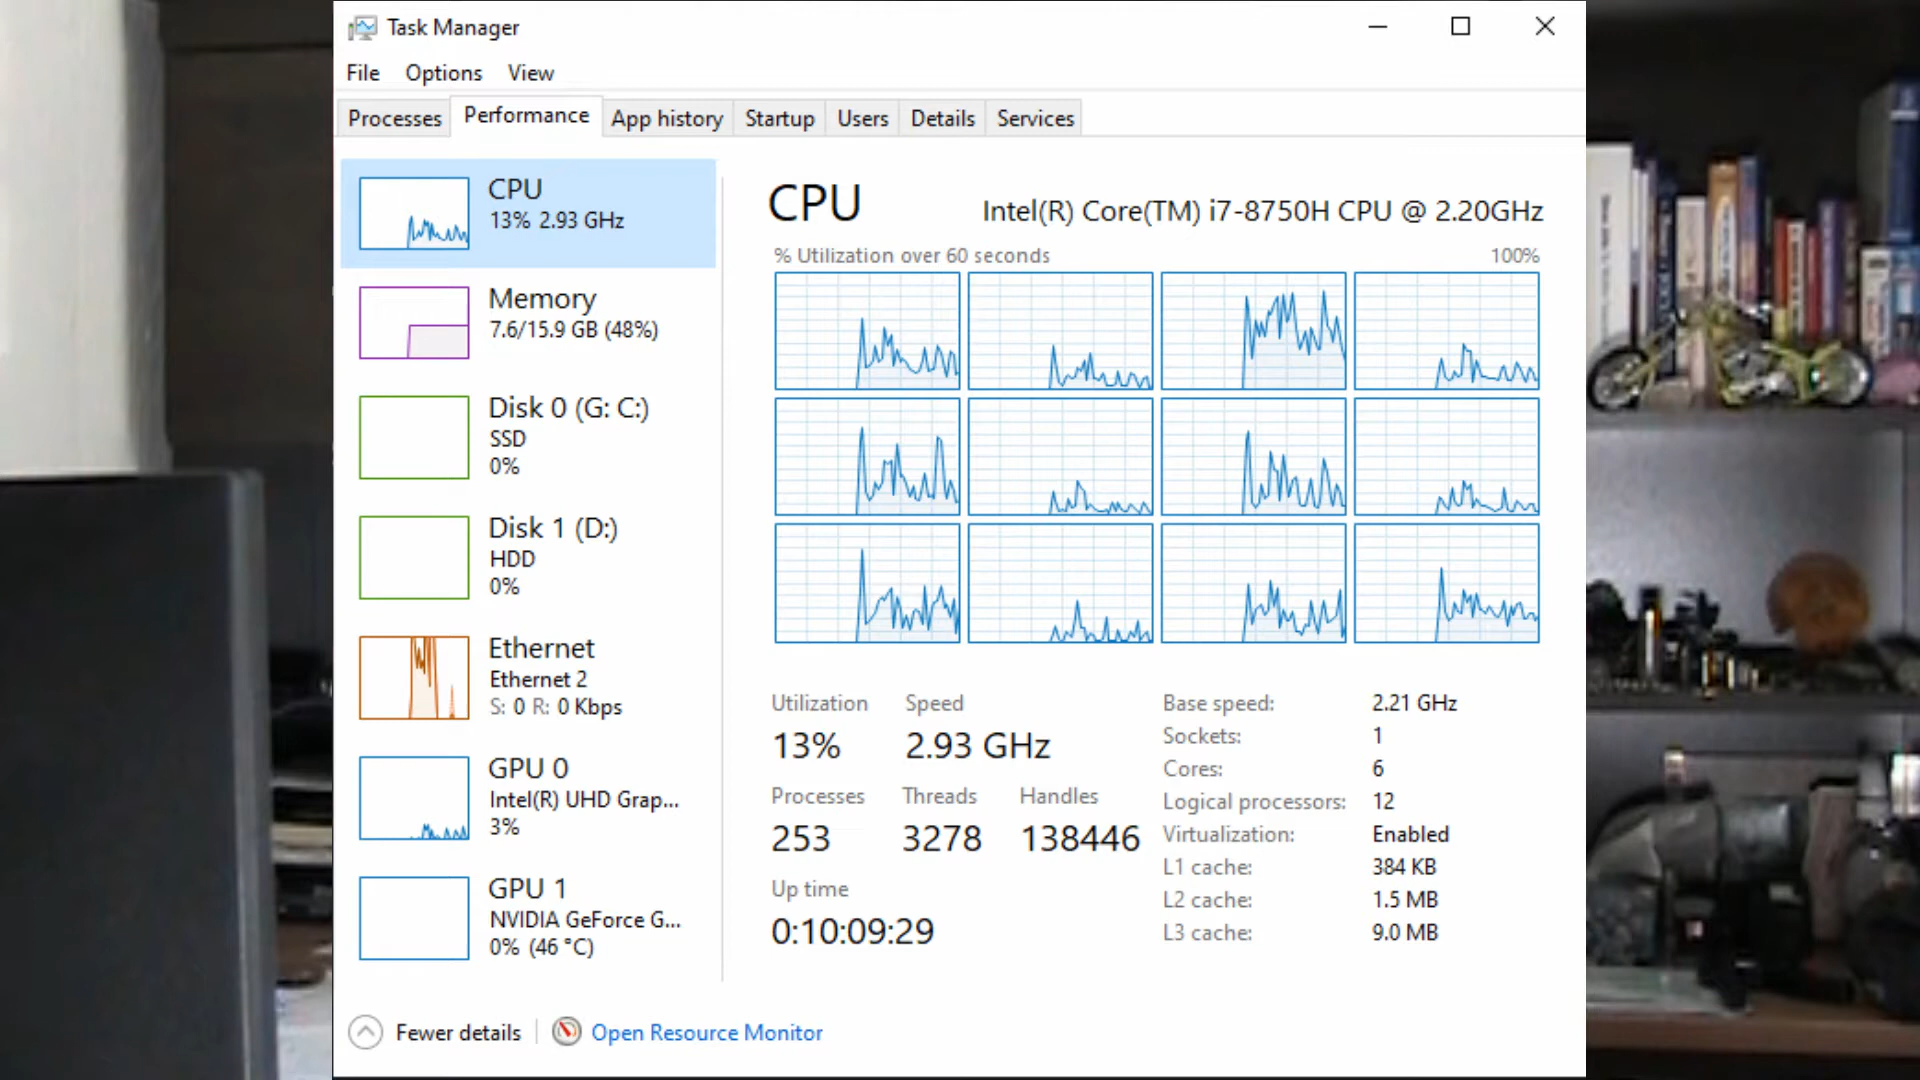 Task Manager
File Options View
Processes Performance App history Startup Users Details Services
CPU
13% 2.93 GHz
Memory
7.6/15.9 GB (48%)
Disk 0 (G: C:)
SSD
0%
Disk 1 (D:)
HDD
0%
Ethernet
Ethernet 2
S: 0 R: 0 Kbps
GPU 0
Intel(R) UHD Grap...
3%
GPU 1
NVIDIA GeForce G...
0% (46 °C)
CPU Intel(R) Core(TM) i7-8750H CPU @ 2.20GHz
% Utilization over 60 seconds 100%
Utilization Speed
13% 2.93 GHz
Processes Threads Handles
253 3278 138446
Up time
0:10:09:29
Base speed: 2.21 GHz
Sockets: 1
Cores: 6
Logical processors: 12
Virtualization: Enabled
L1 cache: 384 KB
L2 cache: 1.5 MB
L3 cache: 9.0 MB
Fewer details Open Resource Monitor